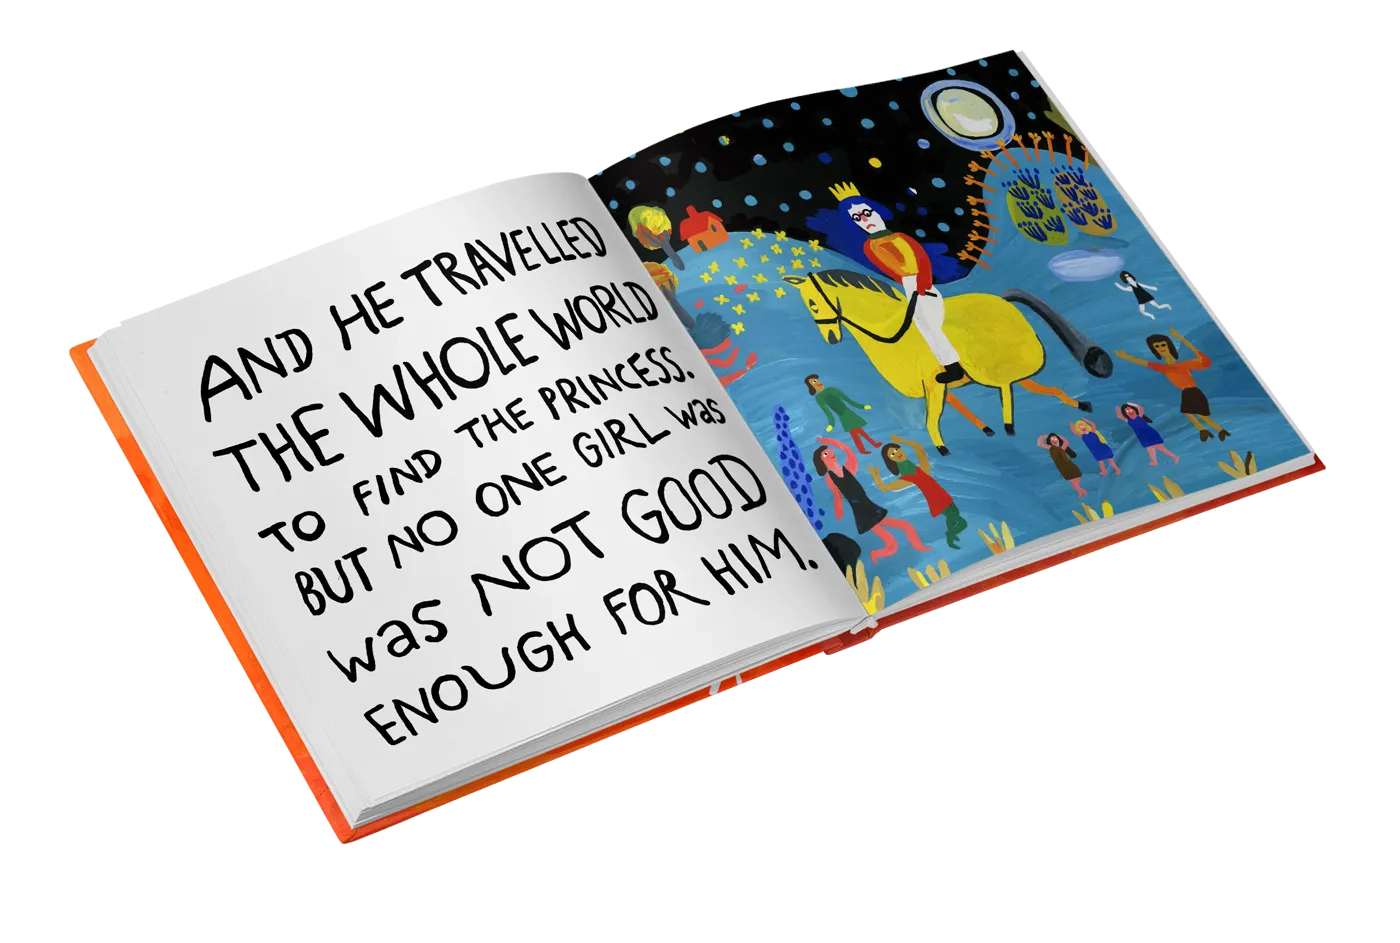 AND HE TRAVELLED
THE WHOLE WORLD
TO FIND THE PRINCESS.
BUT NO ONE GIRL was
was NOT GOOD
ENOUGH FOR HIM.